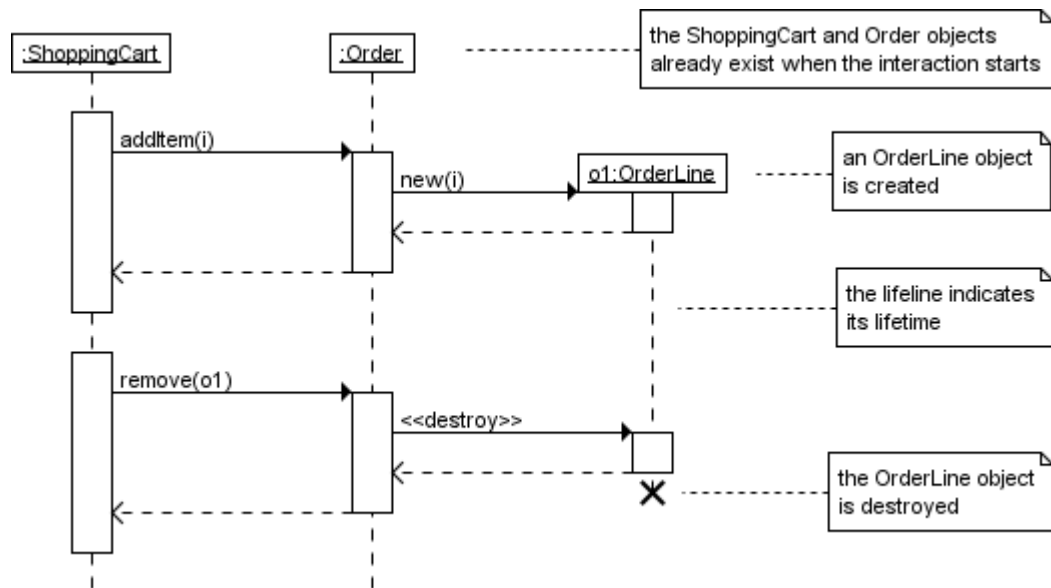 :ShoppingCart
:Order
the ShoppingCart and Order objects
already exist when the interaction starts
addItem(i)
new(i)
o1:OrderLine
an OrderLine object
is created
the lifeline indicates
its lifetime
remove(o1)
<<destroy>>
the OrderLine object
is destroyed